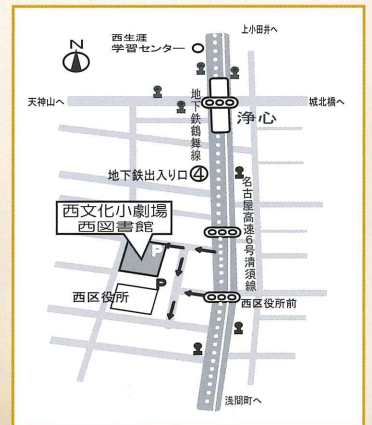 上小田井へ
西生涯
学習センター
N
天神山へ
城北橋へ
浄心
地下鉄鶴舞線
地下鉄出入り口④
名古屋高速6号清須線
西文化小劇場
西図書館
P
P
西区役所
西区役所前
浅間町へ